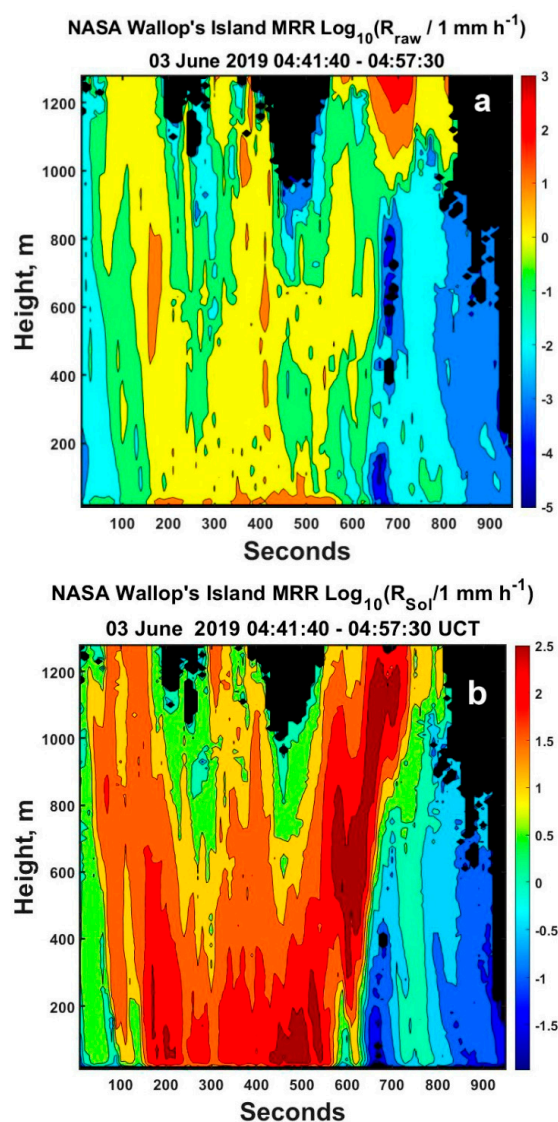 NASA Wallop's Island MRR Log10(Rraw / 1 mm h-1)
03 June 2019 04:41:40 - 04:57:30
a
Height, m
1200
1000
800
600
400
200
100 200 300 400 500 600 700 800 900
Seconds
3
2
1
0
-1
-2
-3
-4
-5
NASA Wallop's Island MRR Log10(RSol/1 mm h-1)
03 June 2019 04:41:40 - 04:57:30 UCT
b
Height, m
1200
1000
800
600
400
200
100 200 300 400 500 600 700 800 900
Seconds
2.5
2
1.5
1
0.5
0
-0.5
-1
-1.5